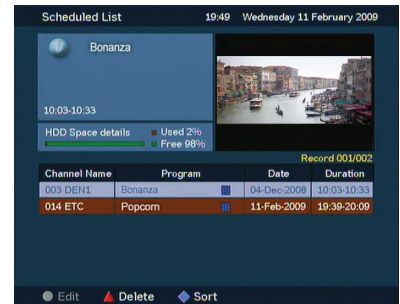 Scheduled List 19:49 Wednesday 11 February 2009
Bonanza
10:03-10:33
HDD Space details Used 2%
Free 98%
Record 001/002
Channel Name Program Date Duration
003 DEN1 Bonanza 04-Dec-2008 10:03-10:33
014 ETC Popcorn 11-Feb-2009 19:39-20:09
Edit Delete Sort